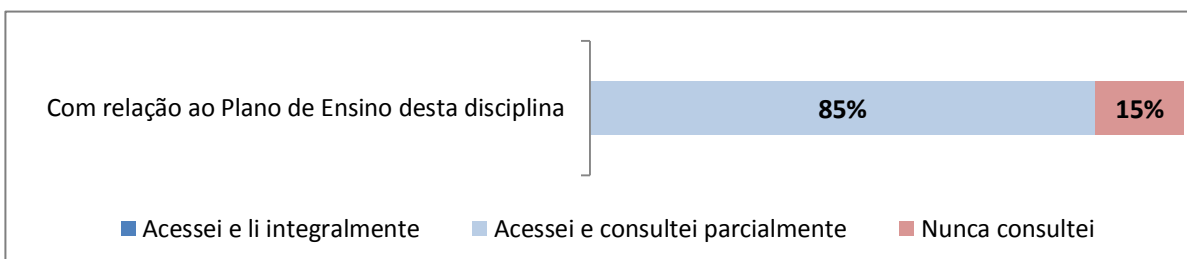 Com relação ao Plano de Ensino desta disciplina
85%
15%
Acessei e li integralmente
Acessei e consultei parcialmente
Nunca consultei